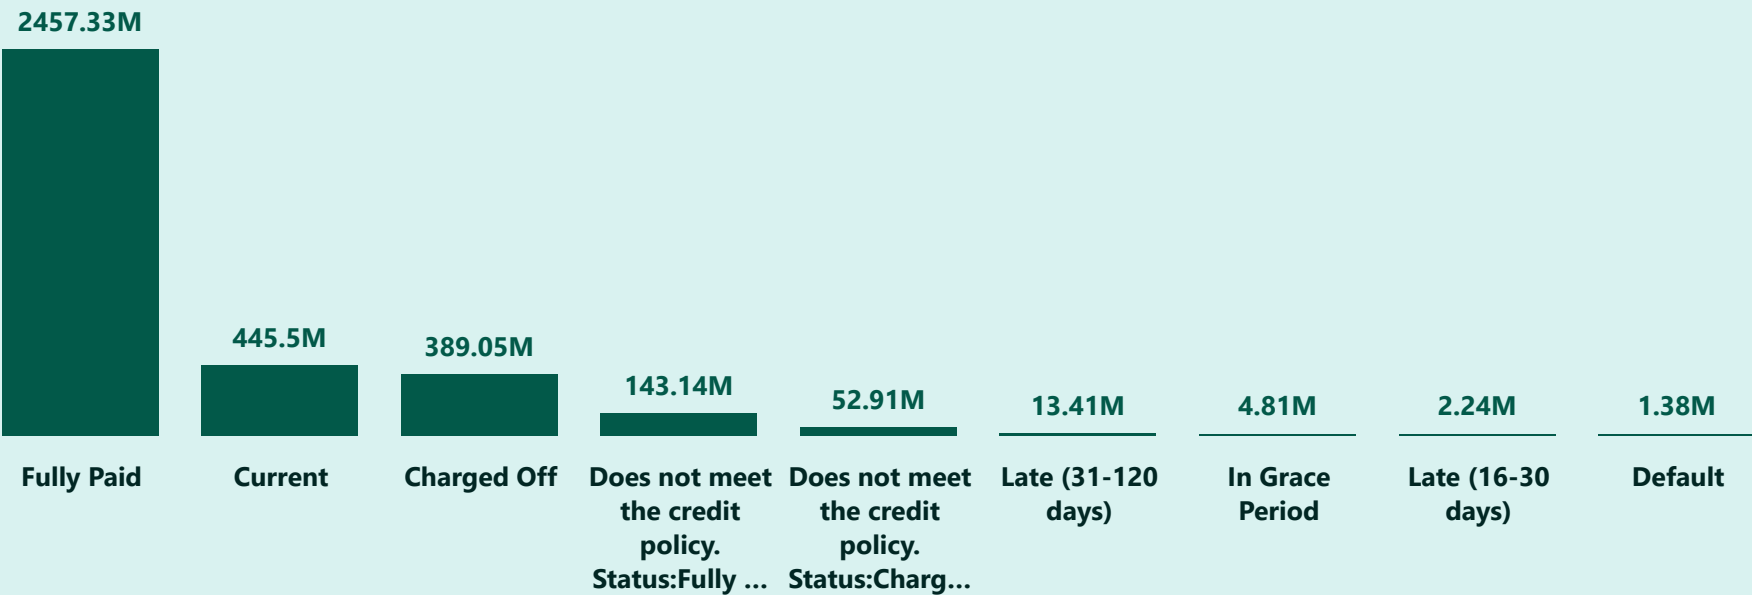 2457.33M
445.5M
389.05M
143.14M
52.91M
13.41M
4.81M
2.24M
1.38M
Fully Paid
Current
Charged Off
Does not meet
the credit
policy.
Status:Fully ...
Does not meet
the credit
policy.
Status:Charg...
Late (31-120
days)
In Grace
Period
Late (16-30
days)
Default